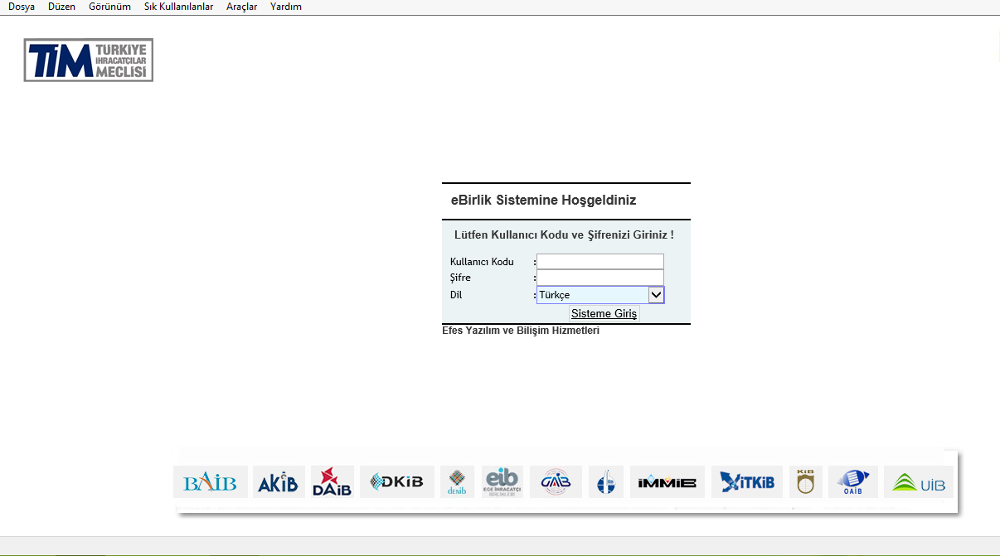 Dosya Düzen Görünüm Sık Kullanılanlar Araçlar Yardım
TİM TÜRKİYE
İHRACATÇILAR
MECLİSİ
eBirlik Sistemine Hoşgeldiniz
Lütfen Kullanıcı Kodu ve Şifrenizi Giriniz !
Kullanıcı Kodu :
Şifre :
Dil : Türkçe
Sisteme Giriş
Efes Yazılım ve Bilişim Hizmetleri
BAİB AKİB DAİB DKİB DENİB eib GAİB İMMİB İTKİB KİB OAİB UİB
EGE İHRACATÇI
BİRLİKLERİ